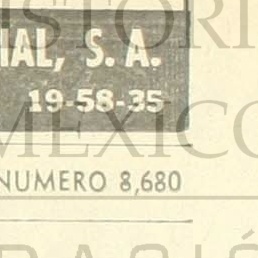 IAL, S. A.
19-58-35
NUMERO 8,680